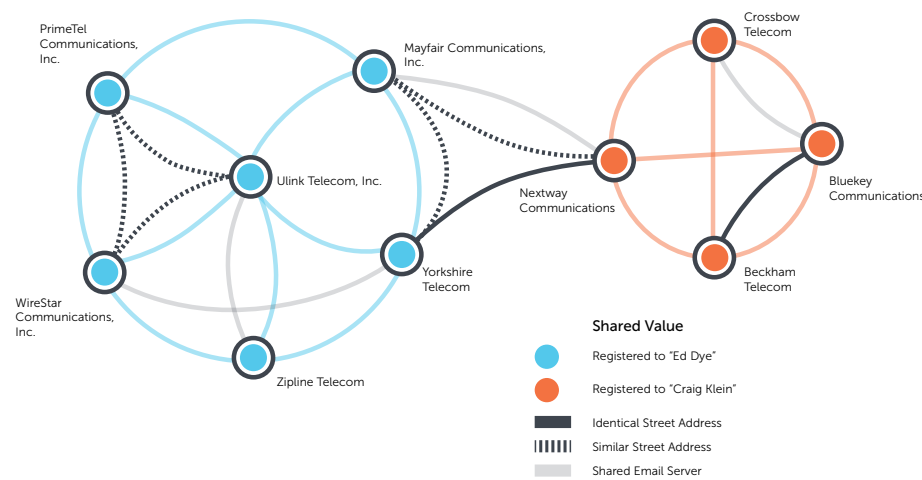 PrimeTel
Communications,
Inc.
Mayfair Communications,
Inc.
Crossbow
Telecom
Ulink Telecom, Inc.
Nextway
Communications
Bluekey
Communications
Yorkshire
Telecom
Beckham
Telecom
WireStar
Communications,
Inc.
Zipline Telecom
Shared Value
Registered to “Ed Dye”
Registered to “Craig Klein”
Identical Street Address
Similar Street Address
Shared Email Server